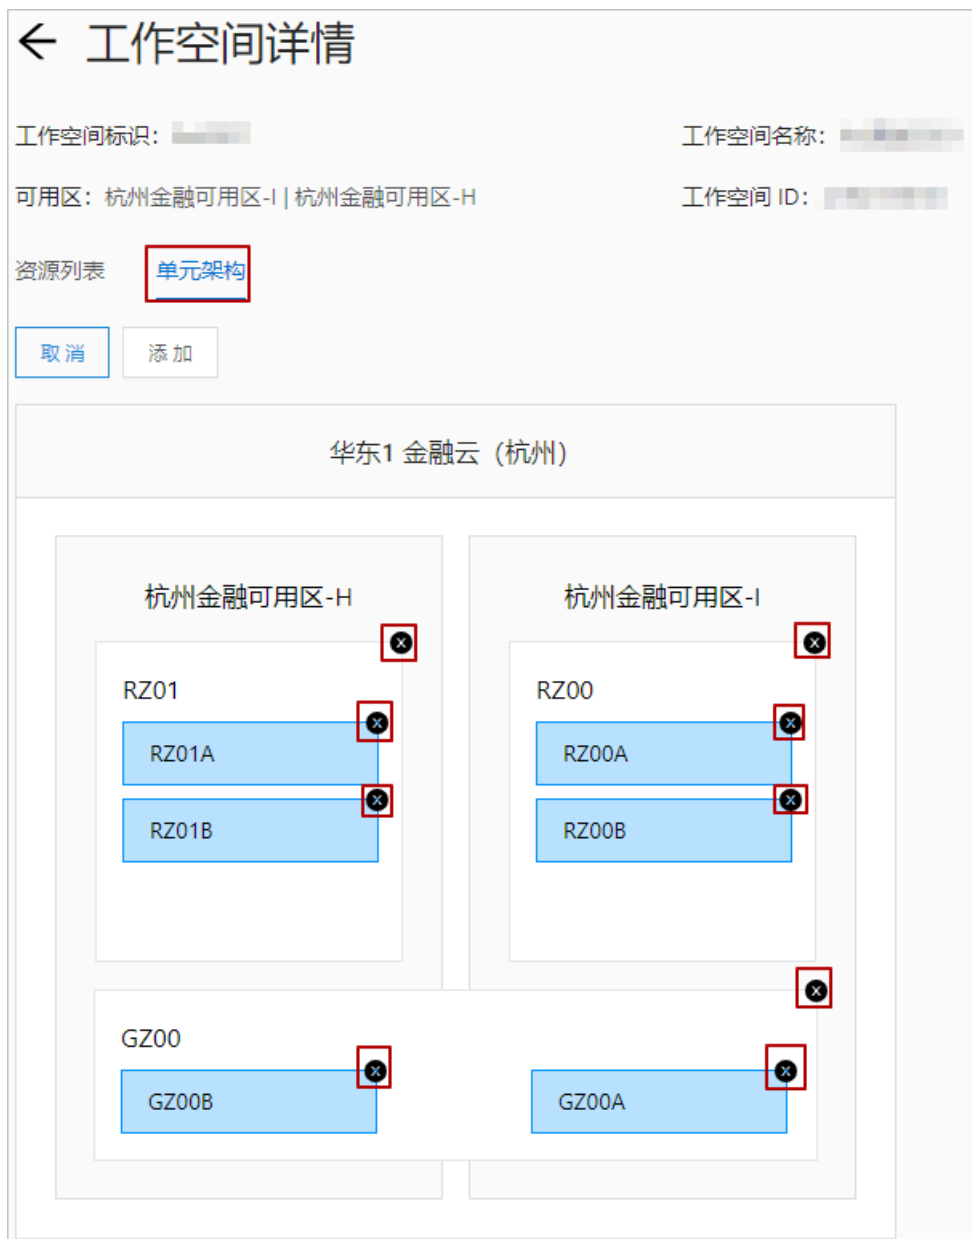 工作空间详情
工作空间标识：
工作空间名称：
可用区：杭州金融可用区-I | 杭州金融可用区-H
工作空间 ID：
资源列表 单元架构
取消 添加
华东1 金融云（杭州）
杭州金融可用区-H
杭州金融可用区-I
RZ01
RZ01A
RZ01B
RZ00
RZ00A
RZ00B
GZ00
GZ00B
GZ00A